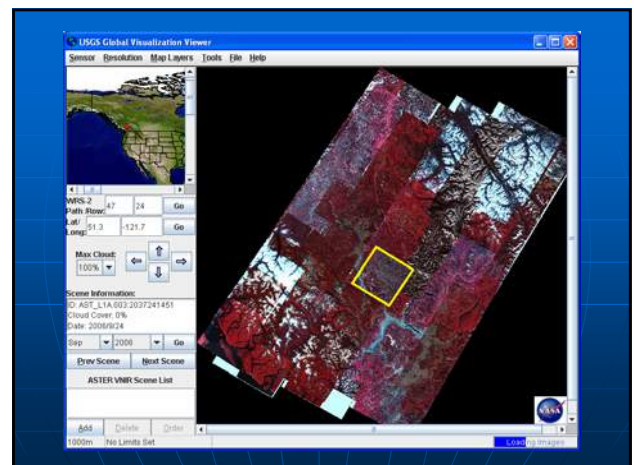 USGS Global Visualization Viewer
Sensor Resolution Map Layers Tools File Help
WRS-2
Path /Row: 47 24 Go
Lat/
Long: 51.3 -121.7 Go
Max Cloud:
100%
Scene Information:
ID: AST_L1A.003:2037241451
Cloud Cover: 0%
Date: 2006/9/24
Sep 2006 Go
Prev Scene Next Scene
ASTER VNIR Scene List
Add Delete Order
1000m No Limits Set Loading images
NASA